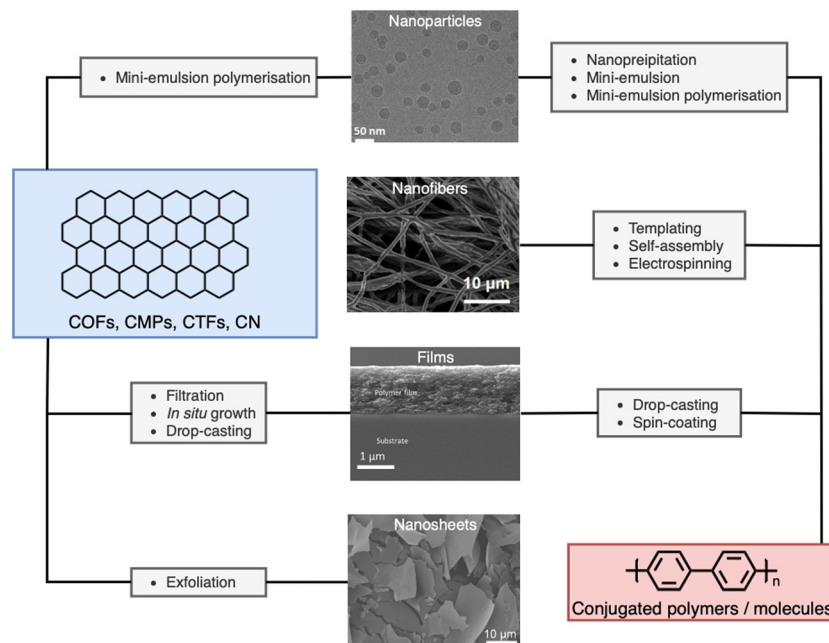 Nanoparticles
50 nm
• Mini-emulsion polymerisation
• Nanopreipitation
• Mini-emulsion
• Mini-emulsion polymerisation
COFs, CMPs, CTFs, CN
Nanofibers
10 µm
• Templating
• Self-assembly
• Electrospinning
• Filtration
• In situ growth
• Drop-casting
Films
Polymer film
Substrate
1 µm
• Drop-casting
• Spin-coating
• Exfoliation
Nanosheets
10 µm
n
Conjugated polymers / molecules